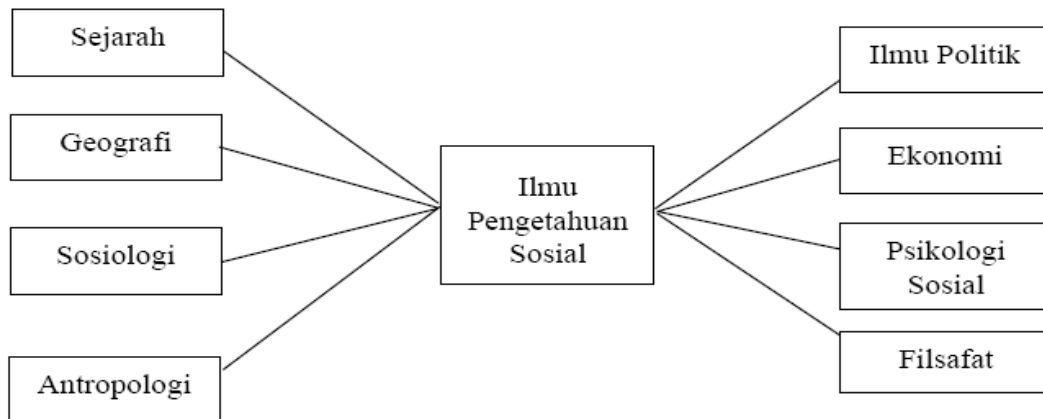 Sejarah
Geografi
Sosiologi
Antropologi
Ilmu
Pengetahuan
Sosial
Ilmu Politik
Ekonomi
Psikologi
Sosial
Filsafat